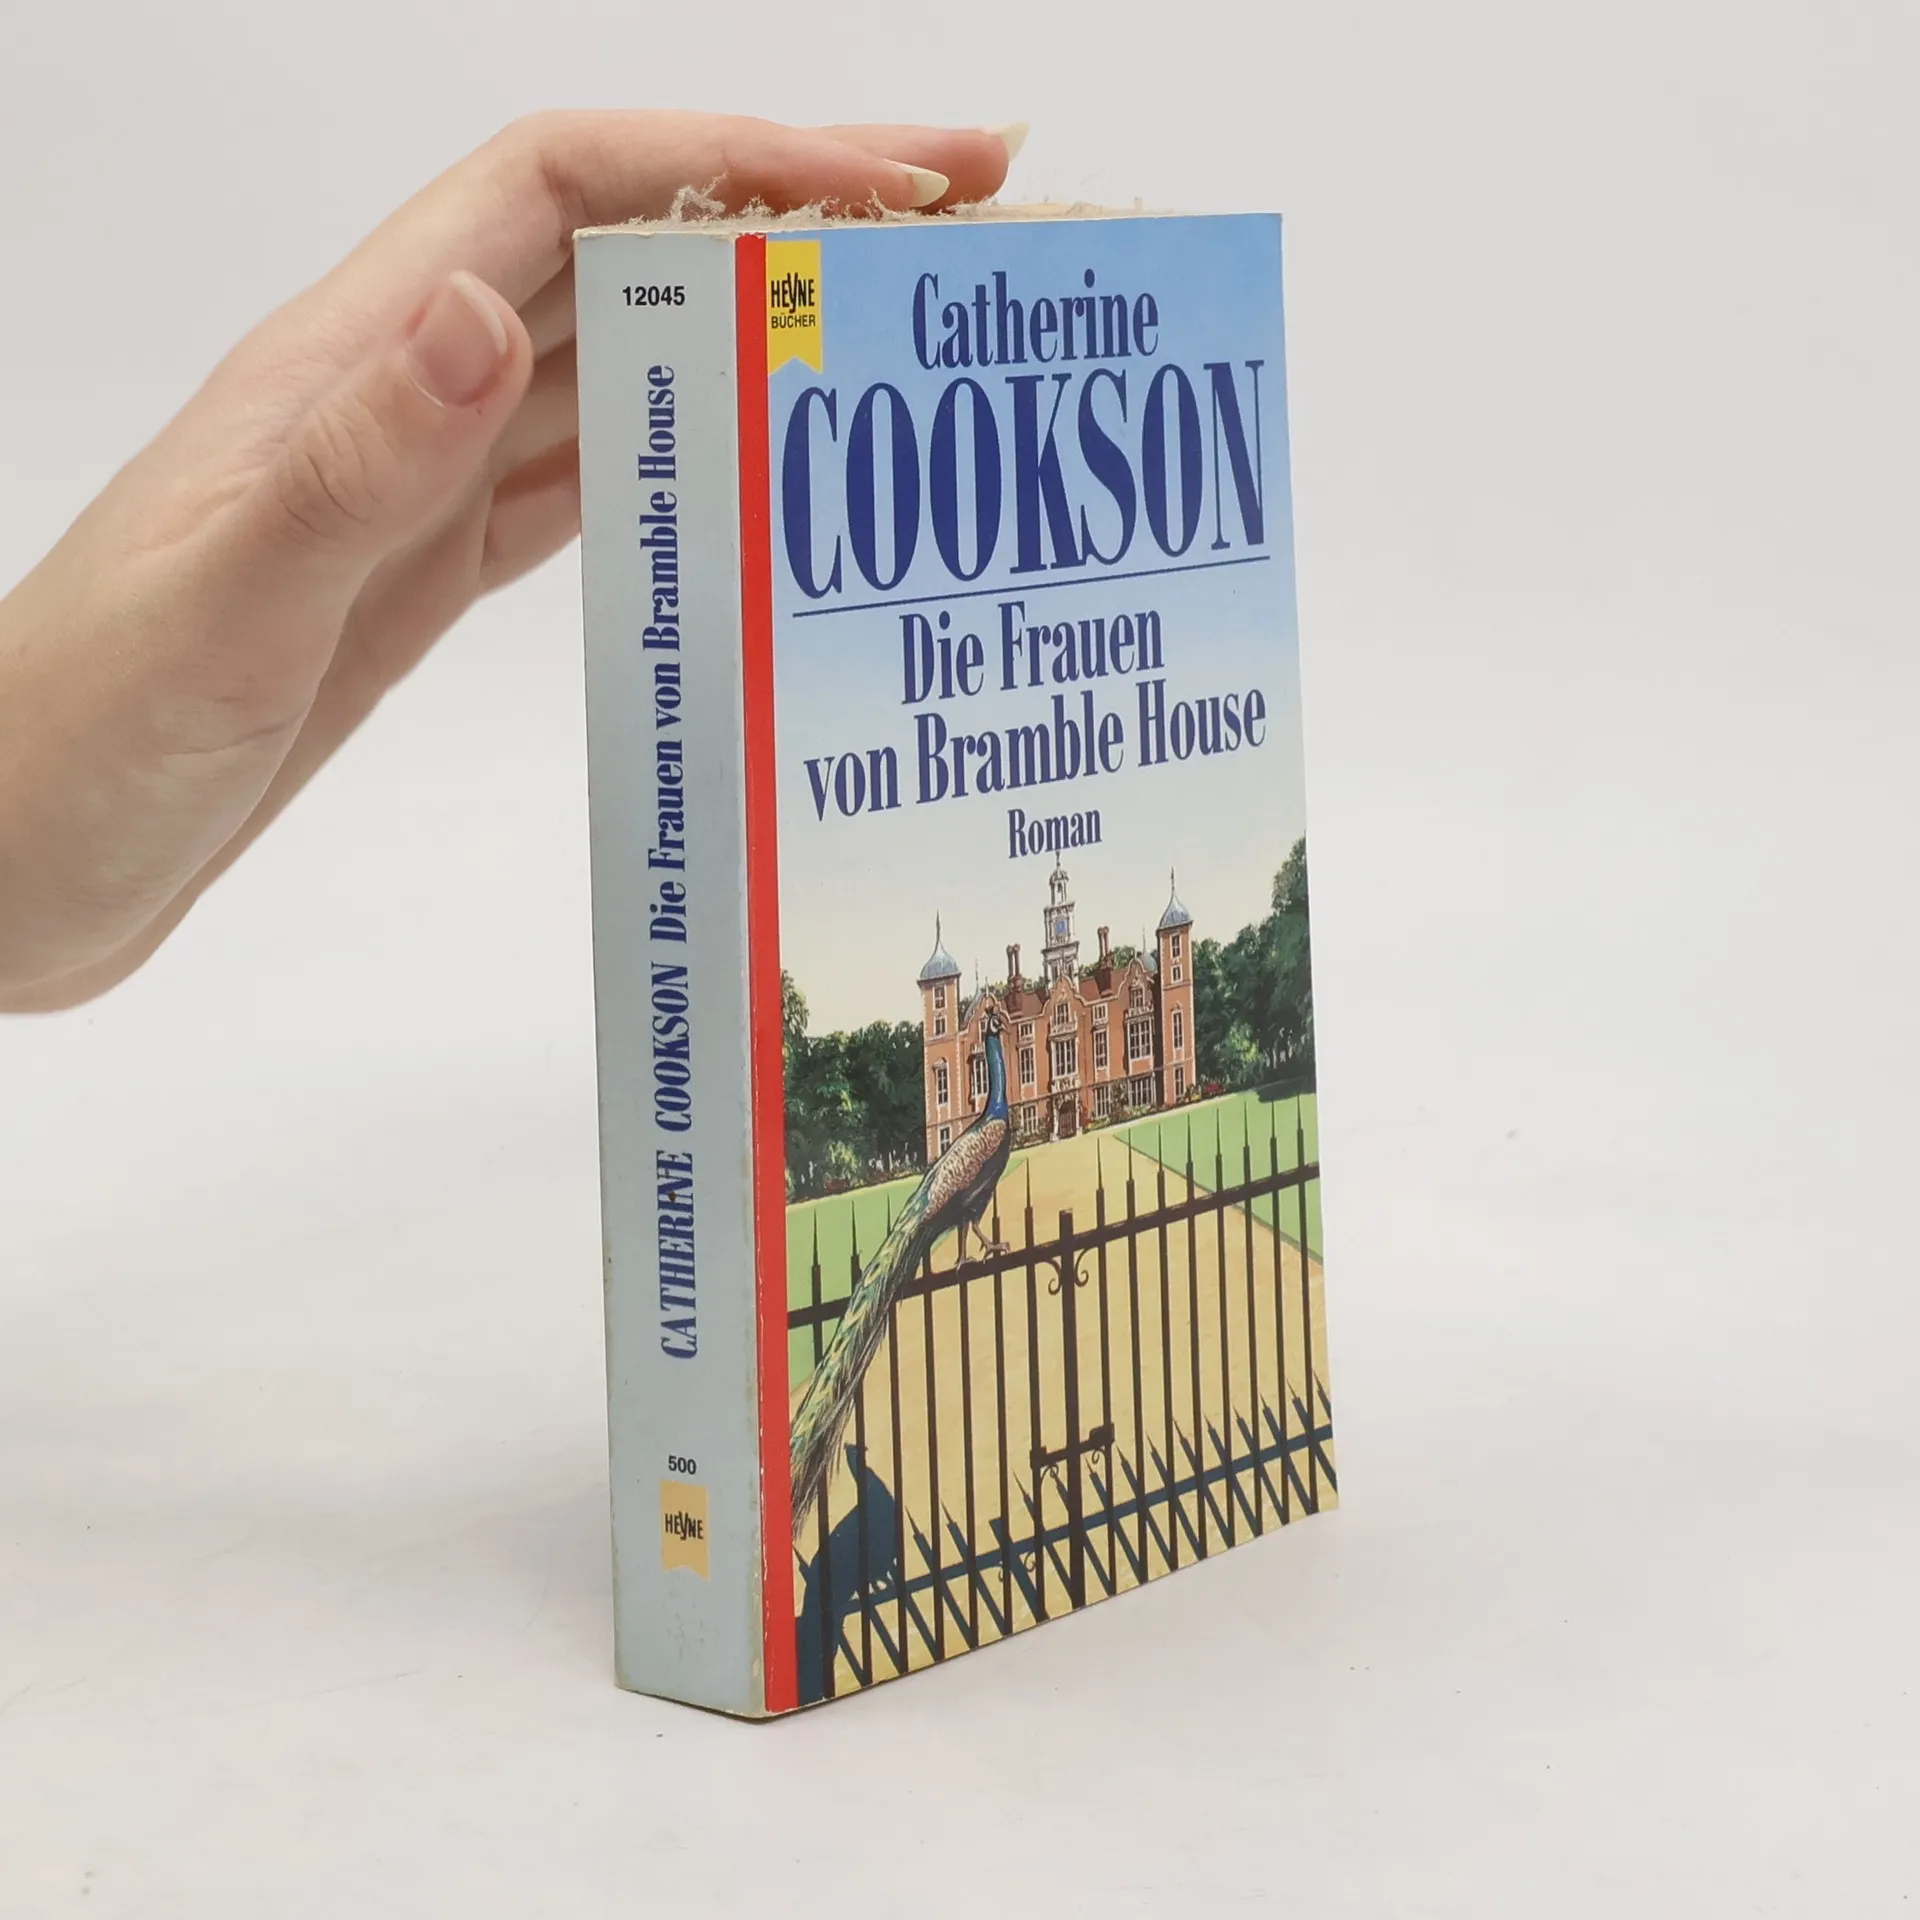 12045
CATHERINE COOKSON Die Frauen von Bramble House
500
HEYNE
HEYNE
BÜCHER
Catherine
COOKSON
Die Frauen
von Bramble House
Roman